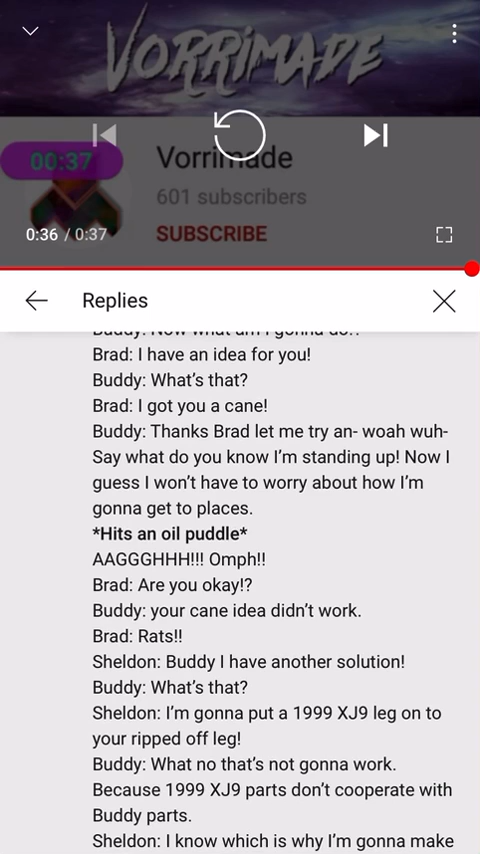 VORRIMADE
00:37
Vorrimade
601 subscribers
0:36 / 0:37
SUBSCRIBE
Replies
Buddy: Now what am I gonna do??
Brad: I have an idea for you!
Buddy: What's that?
Brad: I got you a cane!
Buddy: Thanks Brad let me try an- woah wuh-
Say what do you know I'm standing up! Now I
guess I won't have to worry about how I'm
gonna get to places.
*Hits an oil puddle*
AAGGGHHH!!! Omph!!
Brad: Are you okay!?
Buddy: your cane idea didn't work.
Brad: Rats!!
Sheldon: Buddy I have another solution!
Buddy: What's that?
Sheldon: I'm gonna put a 1999 XJ9 leg on to
your ripped off leg!
Buddy: What no that's not gonna work.
Because 1999 XJ9 parts don't cooperate with
Buddy parts.
Sheldon: I know which is why I'm gonna make